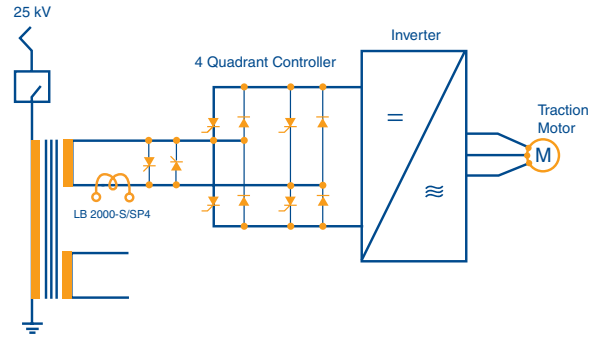 25 kV
Inverter
4 Quadrant Controller
Traction
Motor
M
LB 2000-S/SP4